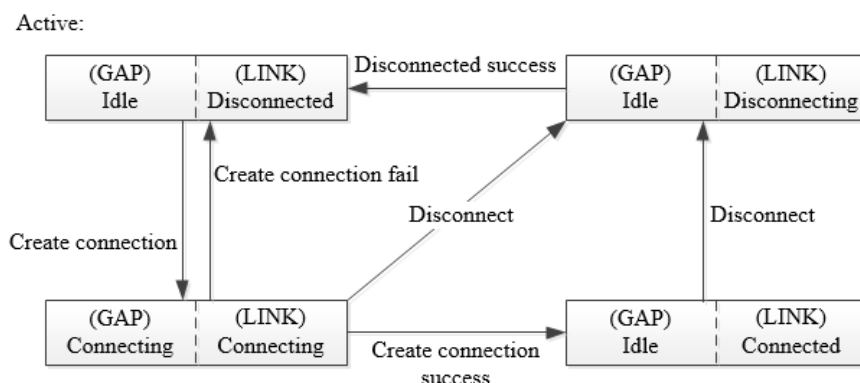 Active:
(GAP)
Idle
(LINK)
Disconnected
Disconnected success
(GAP)
Idle
(LINK)
Disconnecting
Create connection fail
Create connection
Disconnect
Disconnect
(GAP)
Connecting
(LINK)
Connecting
Create connection
success
(GAP)
Idle
(LINK)
Connected